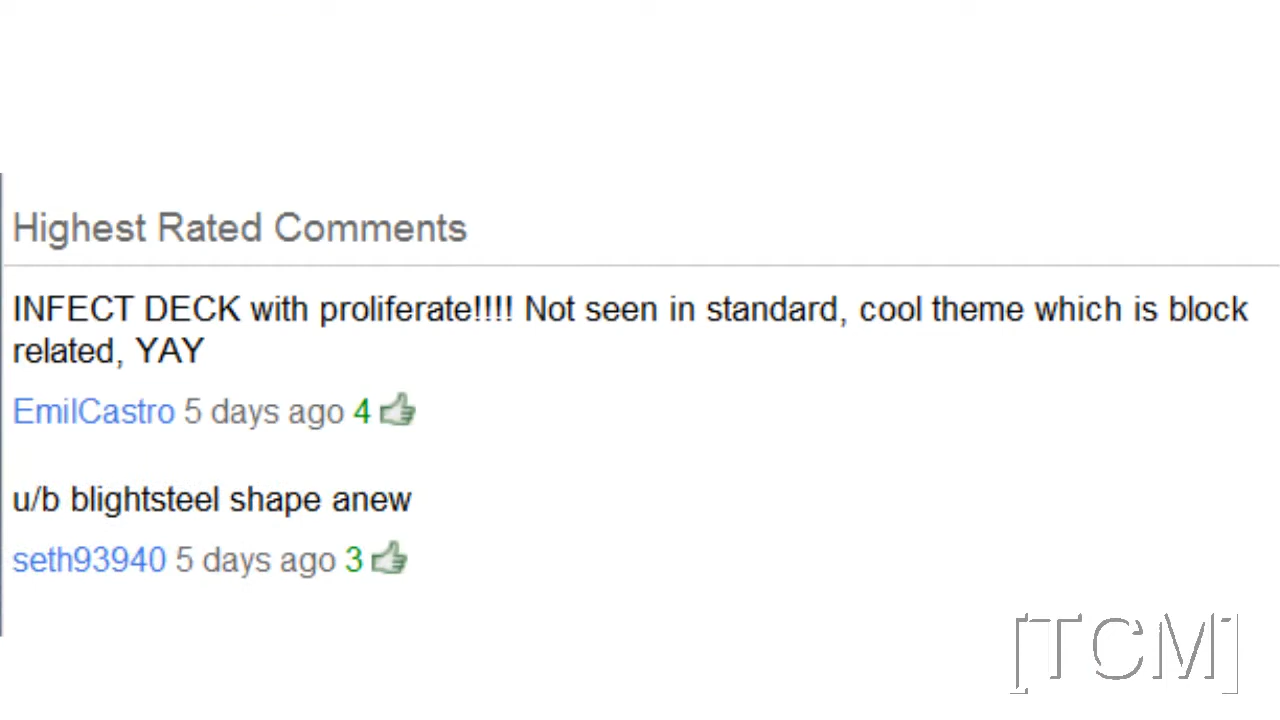 Highest Rated Comments
INFECT DECK with proliferate!!!! Not seen in standard, cool theme which is block
related, YAY
EmilCastro 5 days ago 4
u/b blightsteel shape anew
seth93940 5 days ago 3
[TCM]